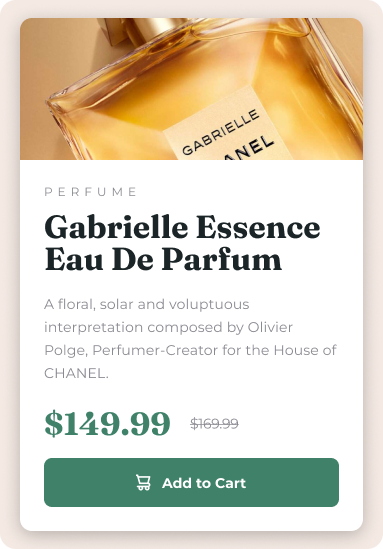 GABRIELLE
ANEL
PERFUME
Gabrielle Essence
Eau De Parfum
A floral, solar and voluptuous
interpretation composed by Olivier
Polge, Perfumer-Creator for the House of
CHANEL.
$149.99 $169.99
Add to Cart